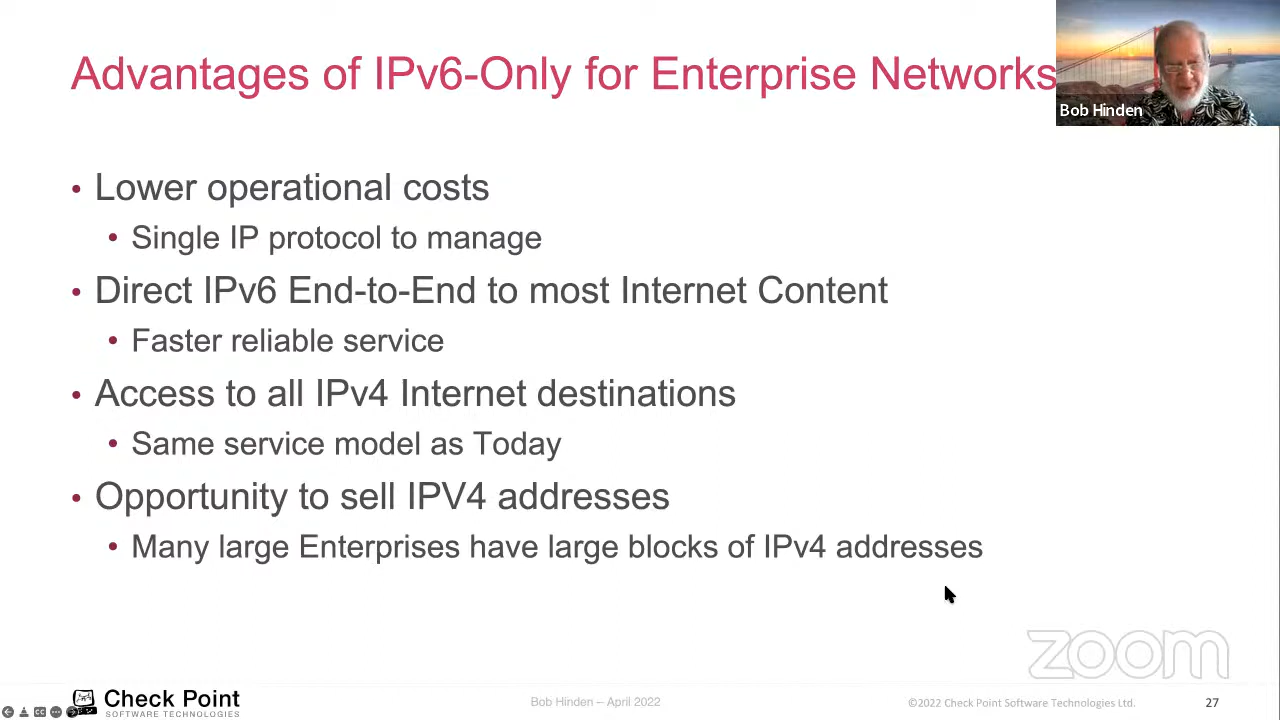 Advantages of IPv6-Only for Enterprise Networks
Bob Hinden
• Lower operational costs
• Single IP protocol to manage
• Direct IPv6 End-to-End to most Internet Content
• Faster reliable service
• Access to all IPv4 Internet destinations
• Same service model as Today
• Opportunity to sell IPV4 addresses
• Many large Enterprises have large blocks of IPv4 addresses
zoom
Check Point
SOFTWARE TECHNOLOGIES
Bob Hinden – April 2022
©2022 Check Point Software Technologies Ltd.
27